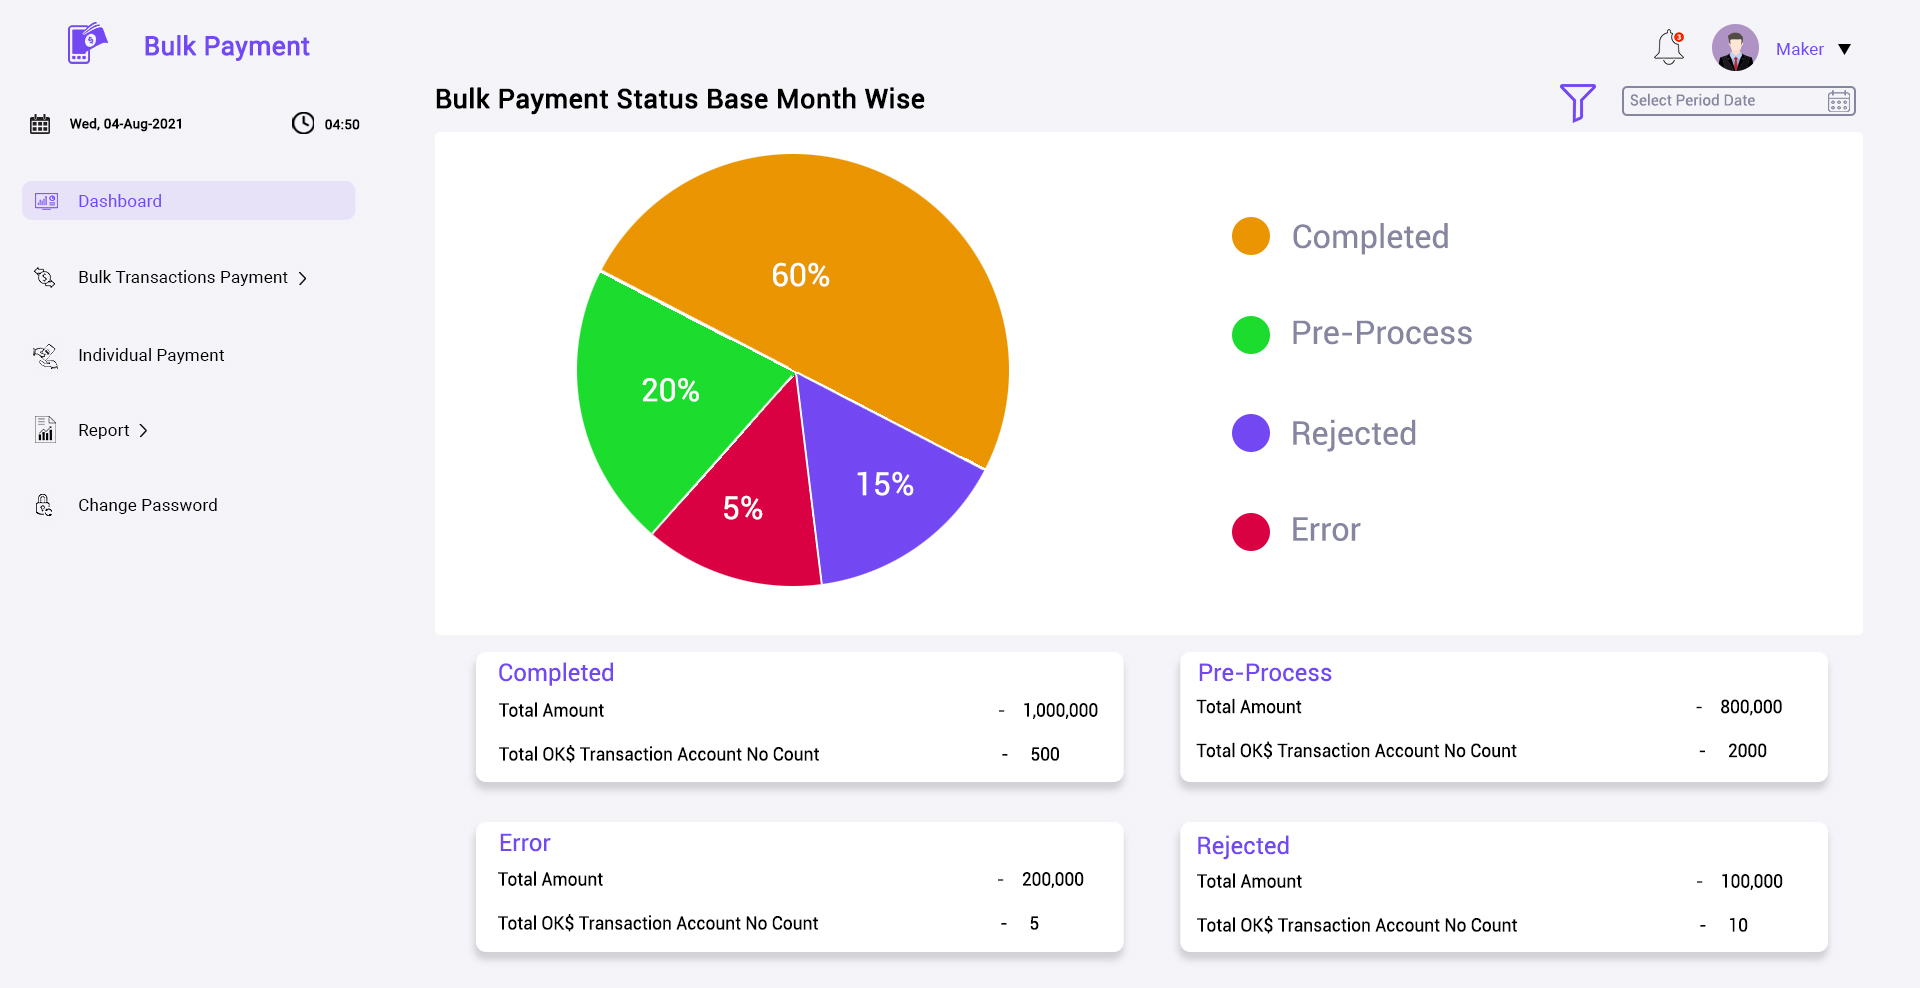 Bulk Payment
3
Maker
Bulk Payment Status Base Month Wise
Select Period Date
Wed, 04-Aug-2021
04:50
Dashboard
Bulk Transactions Payment
Individual Payment
Report
Change Password
60%
20%
5%
15%
Completed
Pre-Process
Rejected
Error
Completed
Total Amount - 1,000,000
Total OK$ Transaction Account No Count - 500
Pre-Process
Total Amount - 800,000
Total OK$ Transaction Account No Count - 2000
Error
Total Amount - 200,000
Total OK$ Transaction Account No Count - 5
Rejected
Total Amount - 100,000
Total OK$ Transaction Account No Count - 10